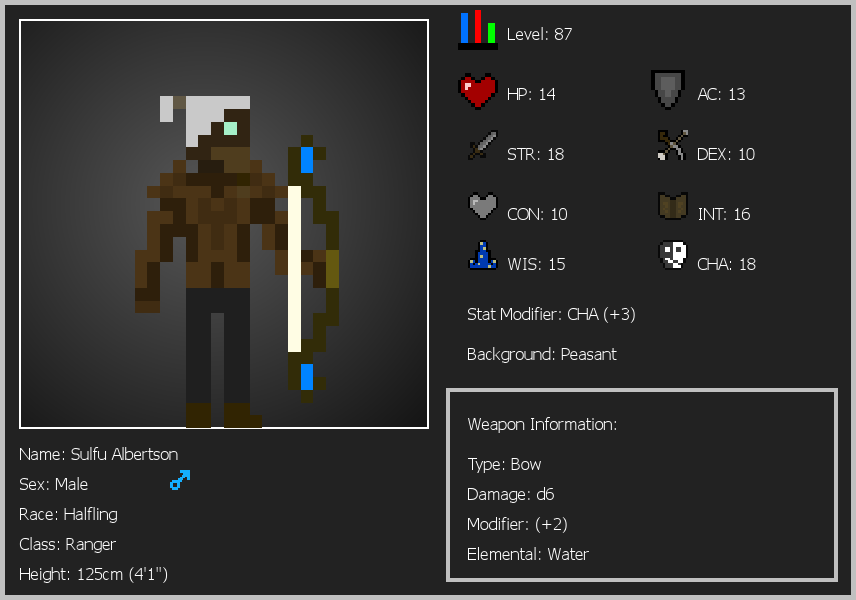 Level: 87
HP: 14
AC: 13
STR: 18
DEX: 10
CON: 10
INT: 16
WIS: 15
CHA: 18
Stat Modifier: CHA (+3)
Background: Peasant
Weapon Information:
Type: Bow
Damage: d6
Modifier: (+2)
Elemental: Water
Name: Sulfu Albertson
Sex: Male
Race: Halfling
Class: Ranger
Height: 125cm (4'1")